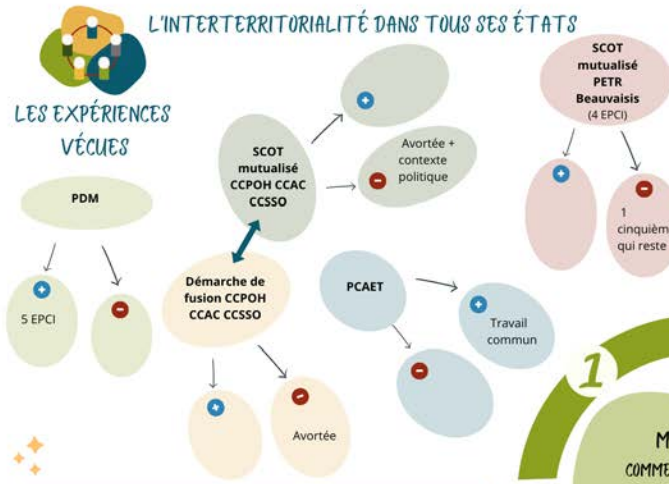 L'INTERTERRITORIALITÉ DANS TOUS SES ÉTATS
LES EXPÉRIENCES
VÉCUES
PDM
+
5 EPCI
-
SCOT
mutualisé
CCPOH CCAC
CCSSO
+
-
Avortée +
contexte
politique
Démarche de
fusion CCPOH
CCAC CCSSO
+
-
Avortée
PCAET
+
Travail
commun
-
SCOT
mutualisé
PETR
Beauvaisis
(4 EPCI)
+
-
1
cinquièm
qui reste
1
M
COMME